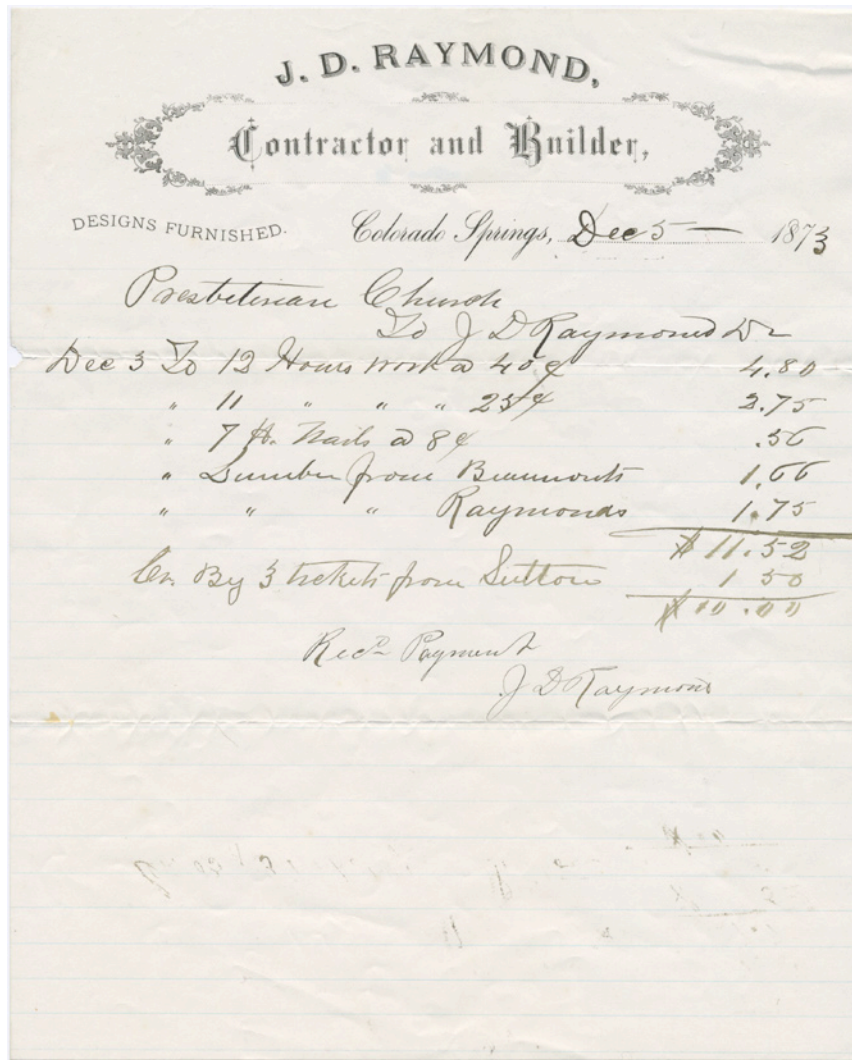 J. D. RAYMOND,
Contractor and Builder,
DESIGNS FURNISHED. Colorado Springs, Dec 5 — 1873
Presbeterian Church
To J D Raymond Dr
Dec 3 To 12 Hours work @ 40¢ 4.80
" 11 " " " 25¢ 2.75
" 7 lb. Nails @ 8¢ .56
" Lumber from Beaumonts 1.66
" " " Raymonds 1.75
$11.52
Cr. By 3 tickets from Sutton 1 50
$10.00
Recd Payment
J D Raymond